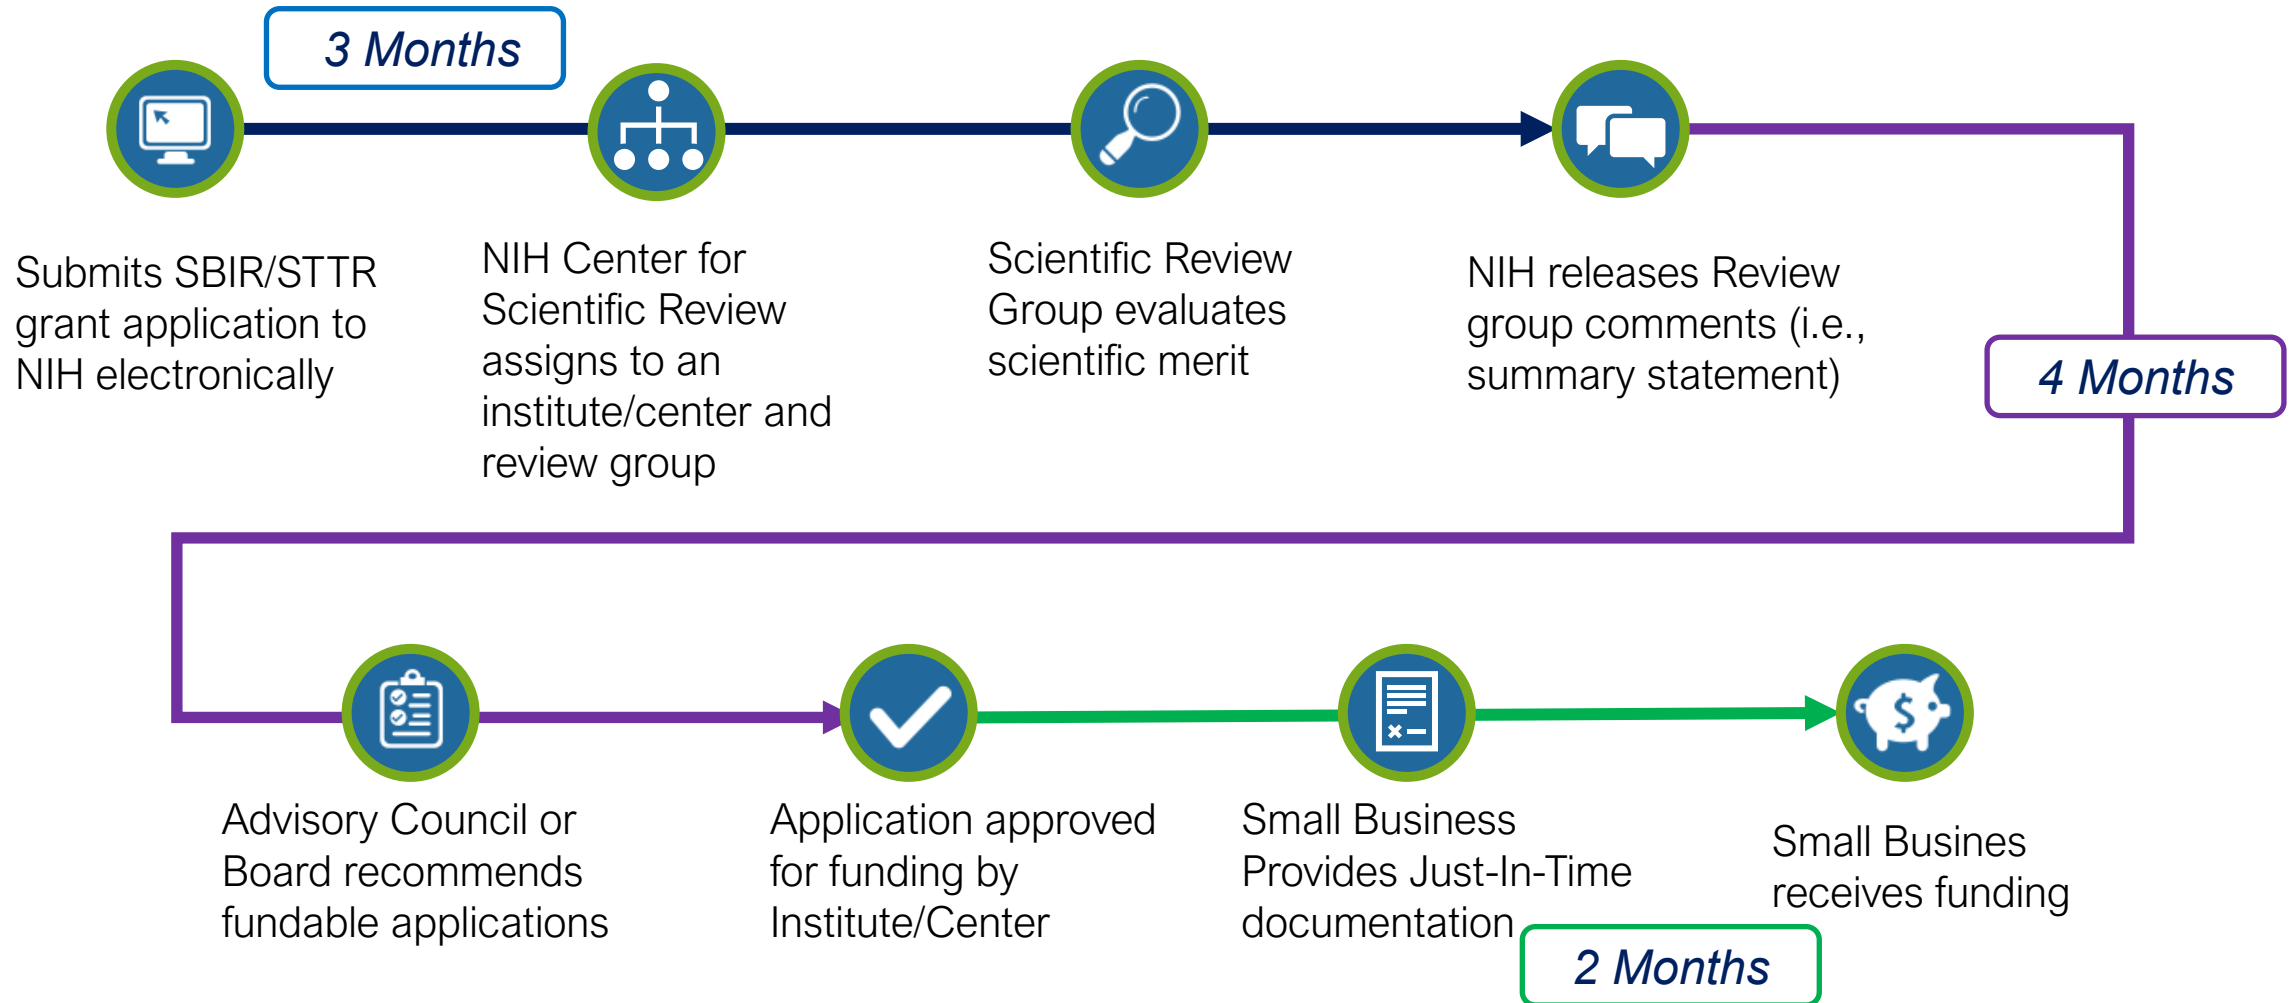 3 Months
Submits SBIR/STTR
grant application to
NIH electronically
NIH Center for
Scientific Review
assigns to an
institute/center and
review group
Scientific Review
Group evaluates
scientific merit
NIH releases Review
group comments (i.e.,
summary statement)
4 Months
Advisory Council or
Board recommends
fundable applications
Application approved
for funding by
Institute/Center
Small Business
Provides Just-In-Time
documentation
2 Months
$
Small Busines
receives funding